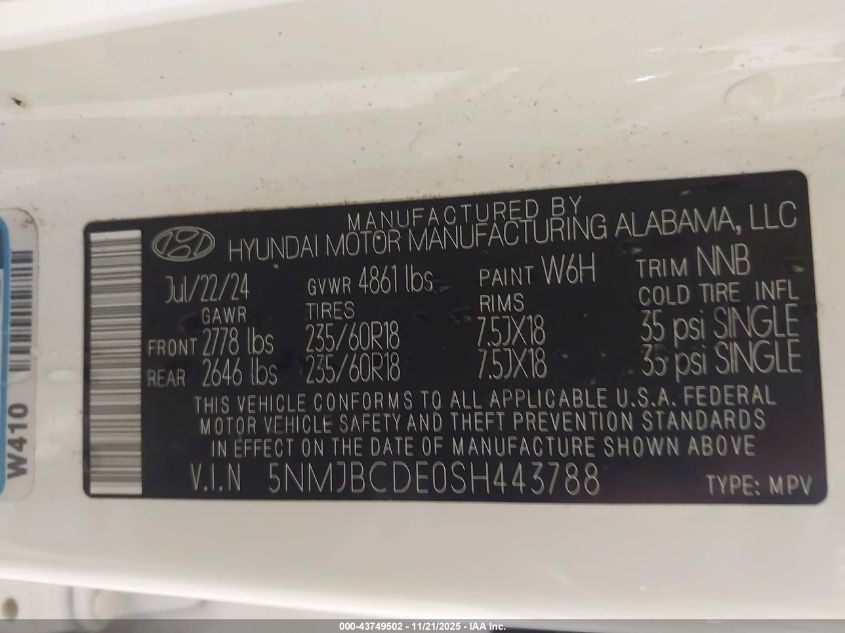 MANUFACTURED BY
HYUNDAI MOTOR MANUFACTURING ALABAMA, LLC
Jul/22/24 GVWR 4861 lbs PAINT W6H TRIM NNB
GAWR TIRES RIMS COLD TIRE INFL
FRONT 2778 lbs 235/60R18 7.5JX18 35 psi SINGLE
REAR 2646 lbs 235/60R18 7.5JX18 35 psi SINGLE
THIS VEHICLE CONFORMS TO ALL APPLICABLE U.S.A. FEDERAL
MOTOR VEHICLE SAFETY AND THEFT PREVENTION STANDARDS
IN EFFECT ON THE DATE OF MANUFACTURE SHOWN ABOVE
V.I.N 5NMJBCDE0SH443788 TYPE: MPV
W410
000-43749502 - 11/21/2025 - IAA Inc.